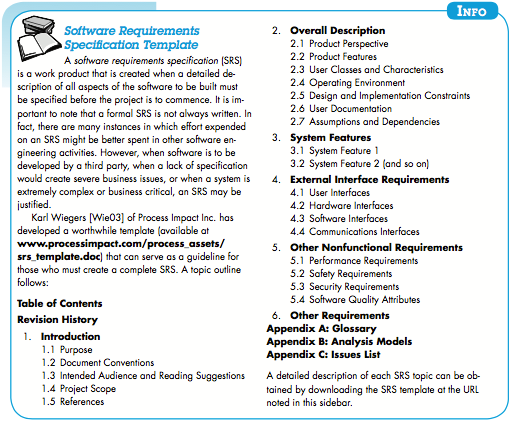 INFO
Software Requirements
Specification Template
A software requirements specification (SRS)
is a work product that is created when a detailed de-
scription of all aspects of the software to be built must
be specified before the project is to commence. It is im-
portant to note that a formal SRS is not always written. In
fact, there are many instances in which effort expended
on an SRS might be better spent in other software en-
gineering activities. However, when software is to be
developed by a third party, when a lack of specification
would create severe business issues, or when a system is
extremely complex or business critical, an SRS may be
justified.
Karl Wiegers [Wie03] of Process Impact Inc. has
developed a worthwhile template (available at
www.processimpact.com/process_assets/
srs_template.doc) that can serve as a guideline for
those who must create a complete SRS. A topic outline
follows:
Table of Contents
Revision History
1. Introduction
1.1 Purpose
1.2 Document Conventions
1.3 Intended Audience and Reading Suggestions
1.4 Project Scope
1.5 References
2. Overall Description
2.1 Product Perspective
2.2 Product Features
2.3 User Classes and Characteristics
2.4 Operating Environment
2.5 Design and Implementation Constraints
2.6 User Documentation
2.7 Assumptions and Dependencies
3. System Features
3.1 System Feature 1
3.2 System Feature 2 (and so on)
4. External Interface Requirements
4.1 User Interfaces
4.2 Hardware Interfaces
4.3 Software Interfaces
4.4 Communications Interfaces
5. Other Nonfunctional Requirements
5.1 Performance Requirements
5.2 Safety Requirements
5.3 Security Requirements
5.4 Software Quality Attributes
6. Other Requirements
Appendix A: Glossary
Appendix B: Analysis Models
Appendix C: Issues List
A detailed description of each SRS topic can be ob-
tained by downloading the SRS template at the URL
noted in this sidebar.